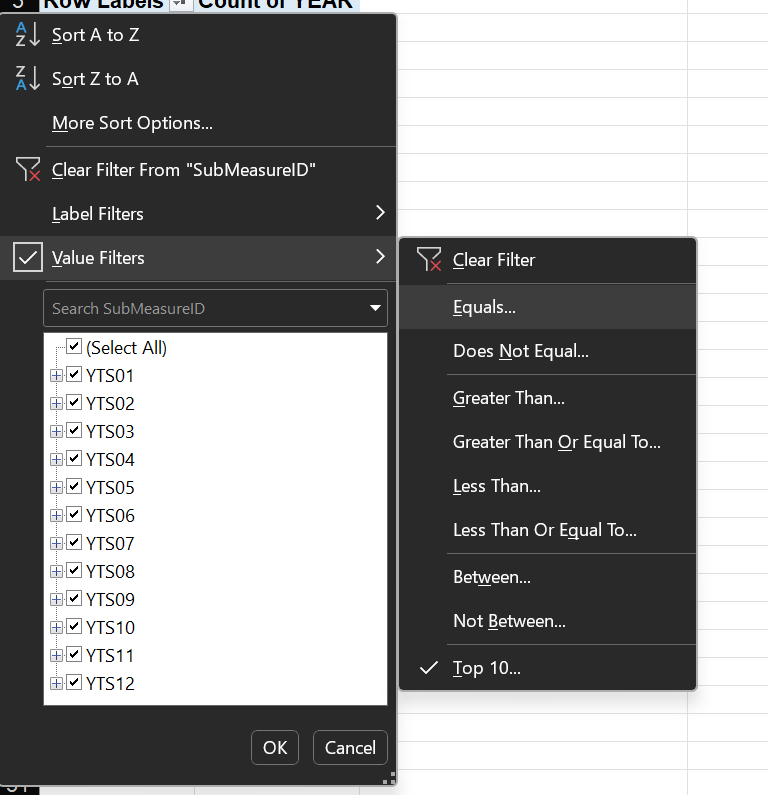 Row Labels Count of YEAR
Sort A to Z
Sort Z to A
More Sort Options...
Clear Filter From "SubMeasureID"
Label Filters
Value Filters
Search SubMeasureID
(Select All)
YTS01
YTS02
YTS03
YTS04
YTS05
YTS06
YTS07
YTS08
YTS09
YTS10
YTS11
YTS12
OK Cancel
Clear Filter
Equals...
Does Not Equal...
Greater Than...
Greater Than Or Equal To...
Less Than...
Less Than Or Equal To...
Between...
Not Between...
Top 10...